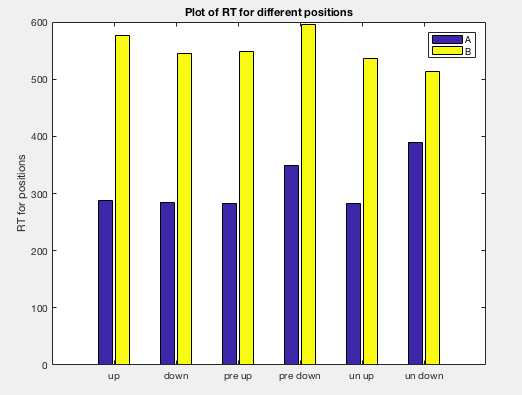 Plot of RT for different positions
600
500
400
300
200
100
0
RT for positions
A
B
up
down
pre up
pre down
un up
un down